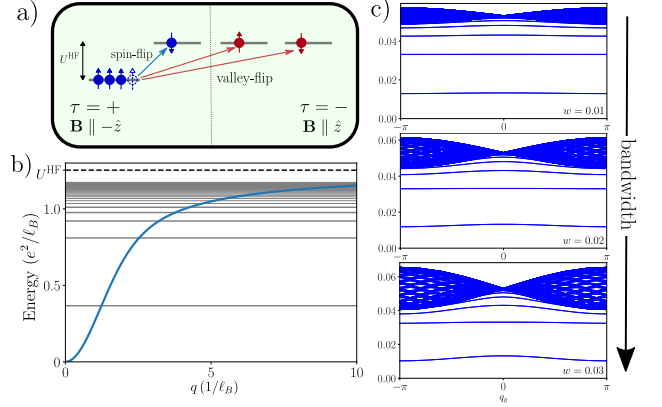 a)
U^HF
spin-flip
valley-flip
τ = +
B ∥ −ẑ
τ = −
B ∥ ẑ
b)
U^HF
1.0
0.5
0
Energy (e²/ℓ_B)
0
5
10
q (1/ℓ_B)
c)
0.04
0.02
0.00
−π
0
π
w = 0.01
0.06
0.04
0.02
0.00
−π
0
π
w = 0.02
0.06
0.04
0.02
0.00
−π
0
π
w = 0.03
q_θ
bandwidth